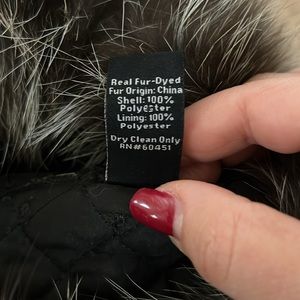 Real Fur-Dyed
Fur Origin: China
Shell: 100%
Polyester
Lining: 100%
Polyester
Dry Clean Only
RN#60451